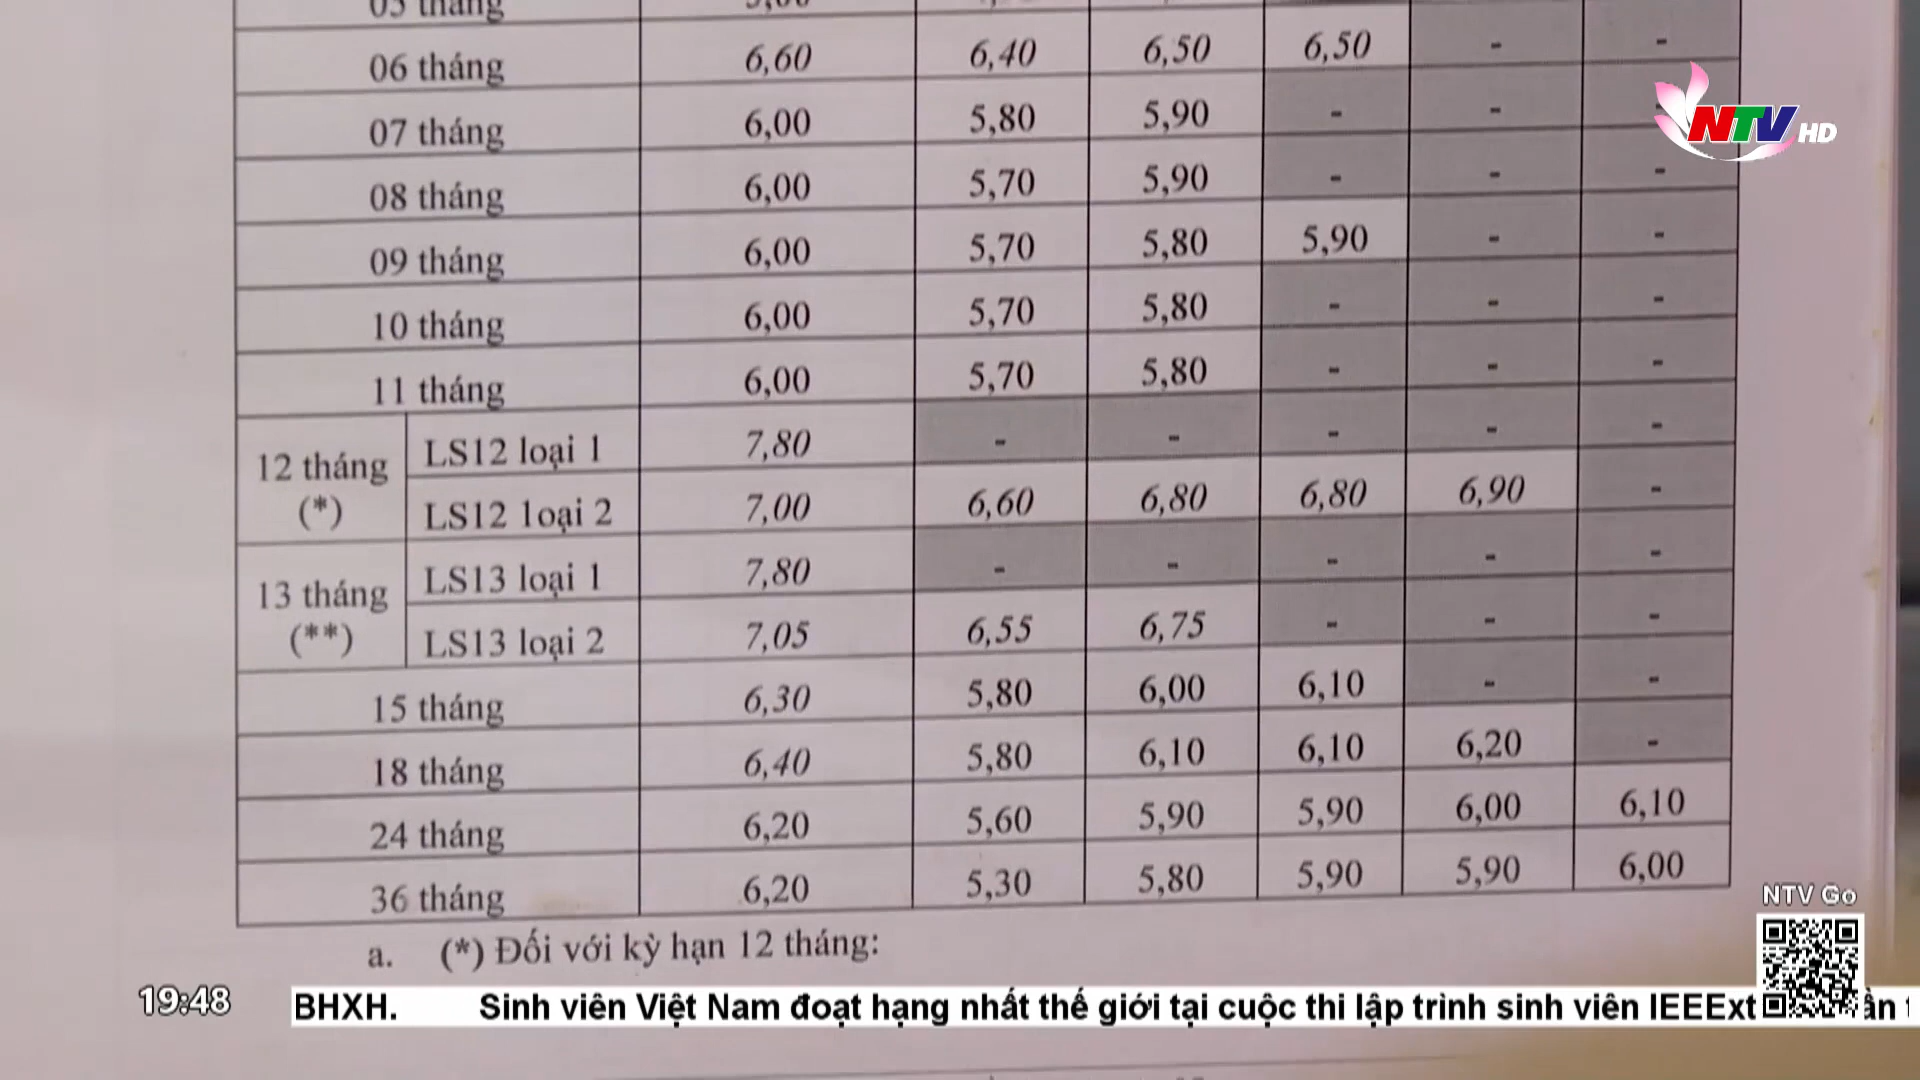 05 tháng
06 tháng 6,60 6,40 6,50 6,50 - -
07 tháng 6,00 5,80 5,90 - - -
08 tháng 6,00 5,70 5,90 - - -
09 tháng 6,00 5,70 5,80 5,90 - -
10 tháng 6,00 5,70 5,80 - - -
11 tháng 6,00 5,70 5,80 - - -
12 tháng (*) LS12 loại 1 7,80 - - - - -
LS12 loại 2 7,00 6,60 6,80 6,80 6,90 -
13 tháng (**) LS13 loại 1 7,80 - - - - -
LS13 loại 2 7,05 6,55 6,75 - - -
15 tháng 6,30 5,80 6,00 6,10 - -
18 tháng 6,40 5,80 6,10 6,10 6,20 -
24 tháng 6,20 5,60 5,90 5,90 6,00 6,10
36 tháng 6,20 5,30 5,80 5,90 5,90 6,00
a. (*) Đối với kỳ hạn 12 tháng:
NTV HD
NTV Go
19:48 BHXH. Sinh viên Việt Nam đoạt hạng nhất thế giới tại cuộc thi lập trình sinh viên IEEExt